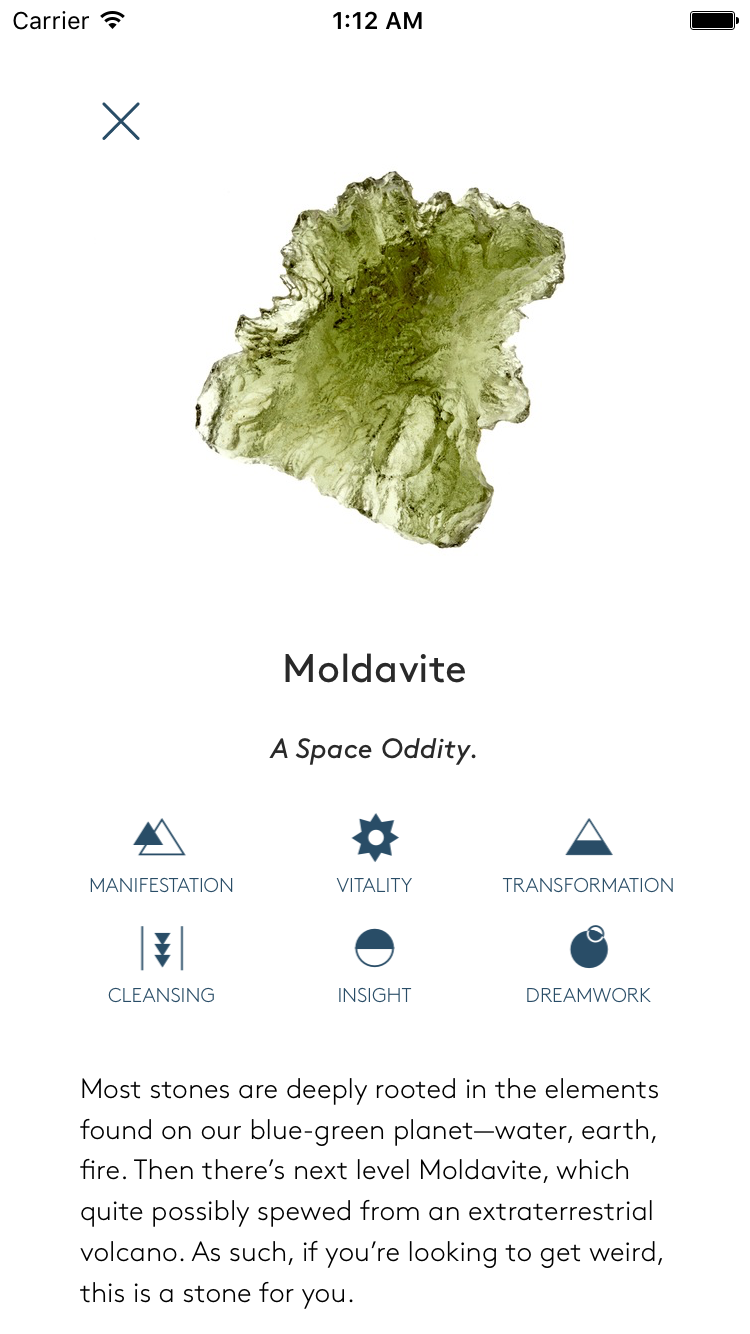 Carrier 1:12 AM
Moldavite
A Space Oddity.
MANIFESTATION VITALITY TRANSFORMATION
CLEANSING INSIGHT DREAMWORK
Most stones are deeply rooted in the elements
found on our blue-green planet—water, earth,
fire. Then there’s next level Moldavite, which
quite possibly spewed from an extraterrestrial
volcano. As such, if you’re looking to get weird,
this is a stone for you.